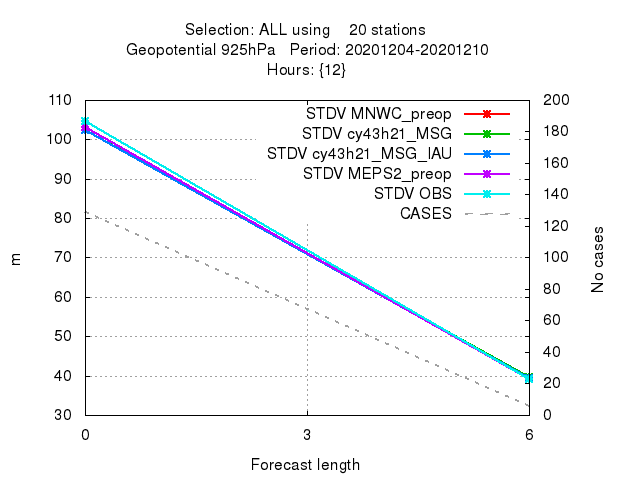 Selection: ALL using    20 stations
Geopotential 925hPa   Period: 20201204-20201210
Hours: {12}
110
100
90
80
70
60
50
40
30
m
200
180
160
140
120
100
80
60
40
20
0
No cases
STDV MNWC_preop
STDV cy43h21_MSG
STDV cy43h21_MSG_IAU
STDV MEPS2_preop
STDV OBS
CASES
0
3
6
Forecast length